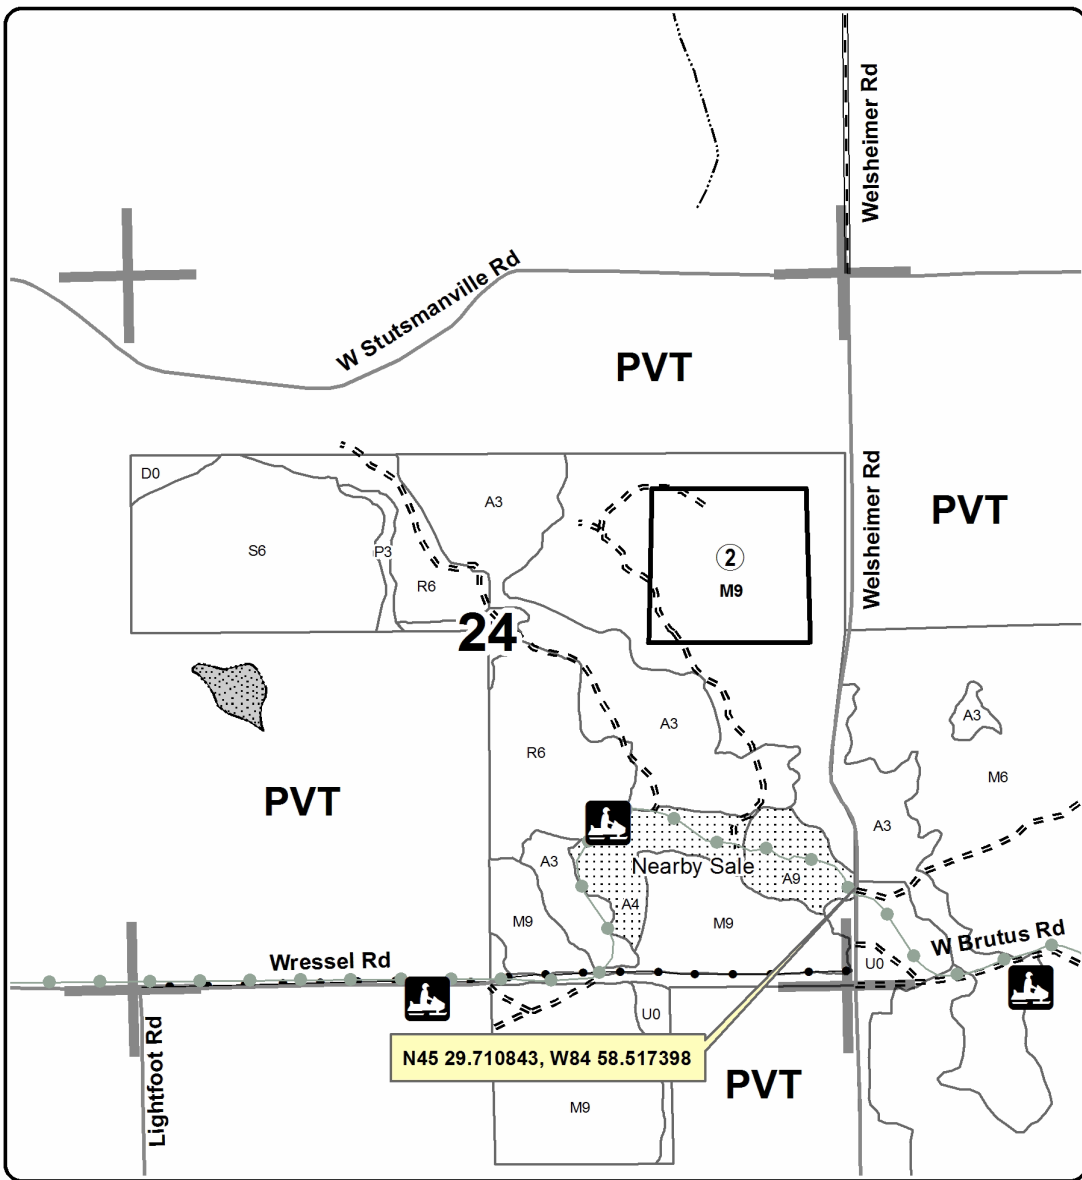 Welsheimer Rd
W Stutsmanville Rd
PVT
D0
A3
S6
P3
R6
2
M9
Welsheimer Rd
PVT
24
A3
A3
R6
M6
PVT
A3
Nearby Sale
A3
A9
A4
M9
M9
W Brutus Rd
Wressel Rd
U0
U0
Lightfoot Rd
N45 29.710843, W84 58.517398
PVT
M9